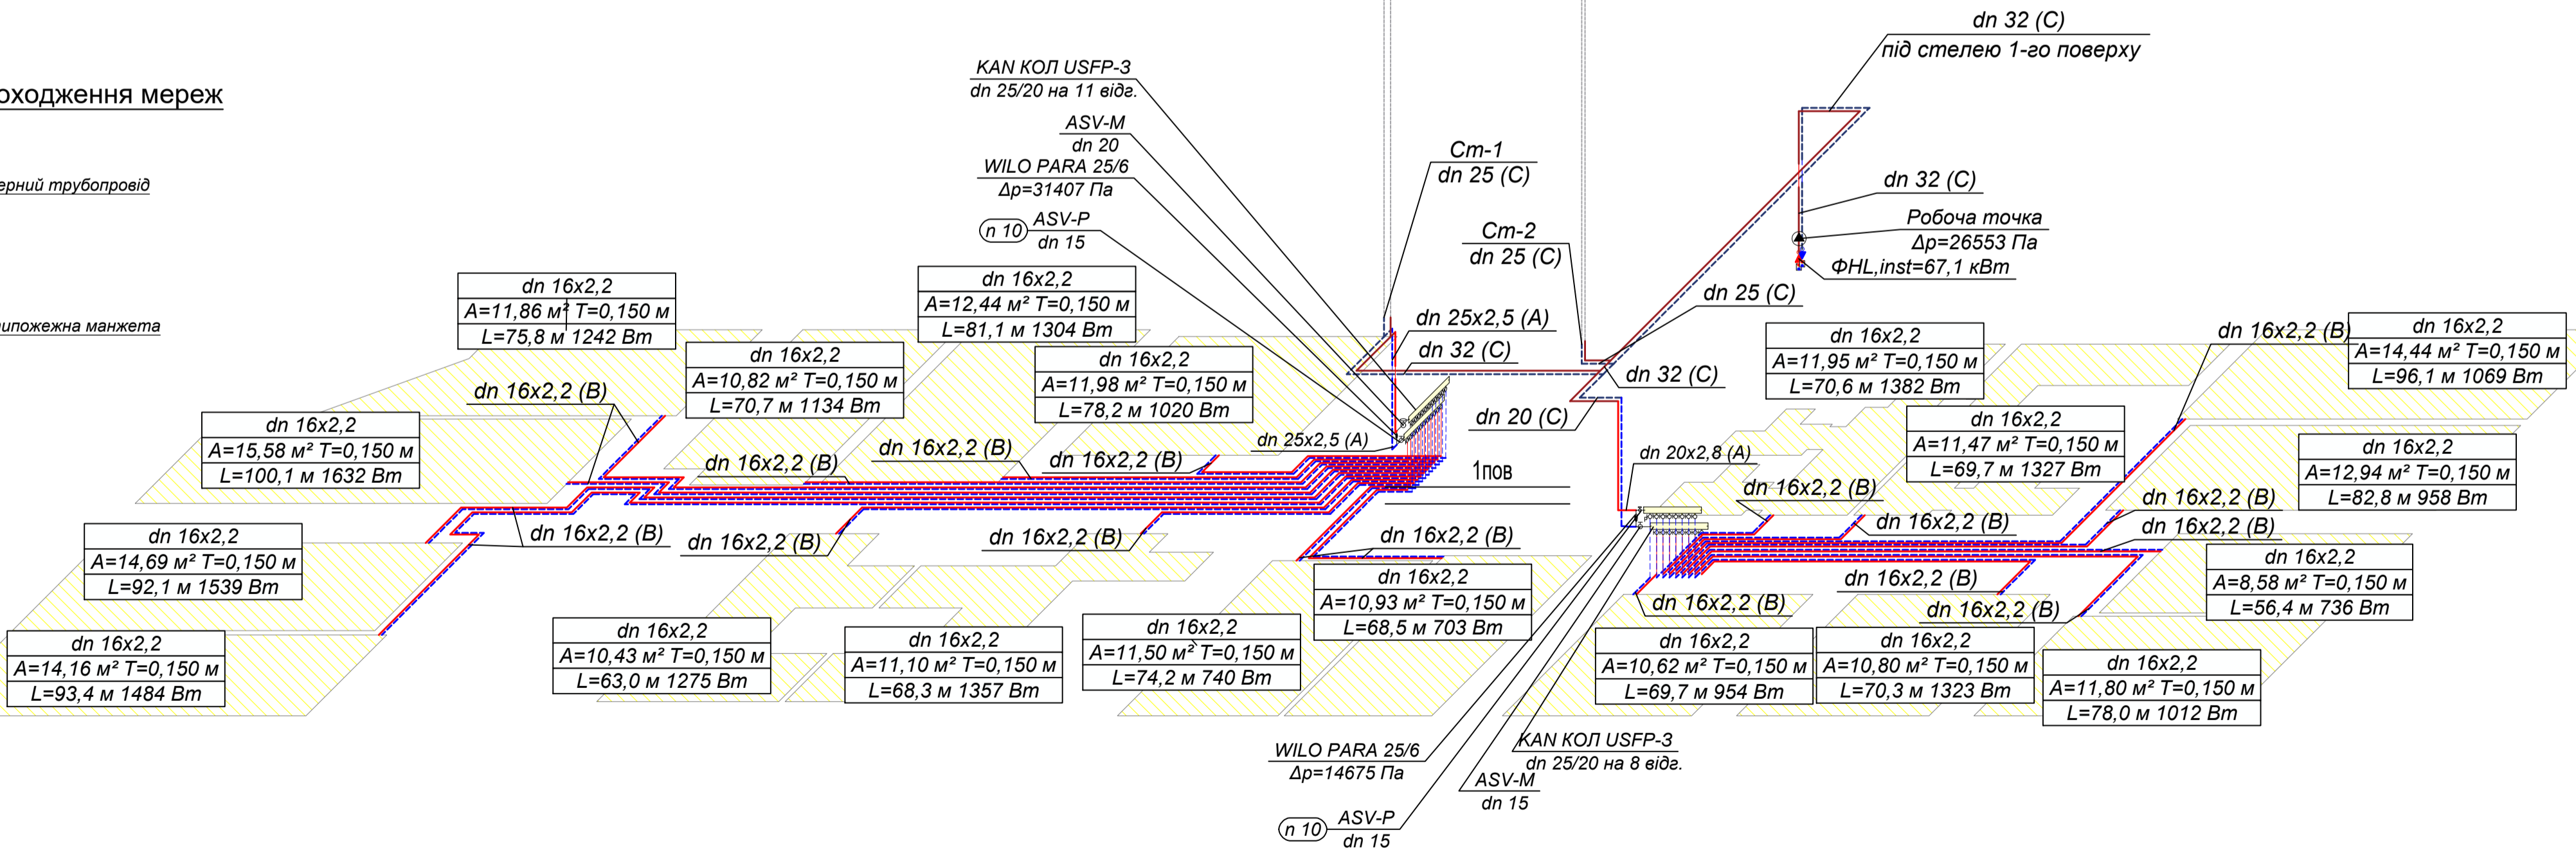 оходження мереж
ерний трубопровід
ипожежна манжета
KAN КОЛ USFP-3
dn 25/20 на 11 відг.
ASV-M
dn 20
WILO PARA 25/6
Δp=31407 Па
n 10
ASV-P
dn 15
Cm-1
dn 25 (C)
Cm-2
dn 25 (C)
dn 32 (C)
під стелею 1-го поверху
dn 32 (C)
Робоча точка
Δp=26553 Па
ΦHL,inst=67,1 кВт
dn 25 (C)
dn 25x2,5 (A)
dn 32 (C)
dn 32 (C)
dn 20 (C)
dn 25x2,5 (A)
dn 20x2,8 (A)
1пов
dn 16x2,2
A=11,86 м² T=0,150 м
L=75,8 м 1242 Вт
dn 16x2,2
A=12,44 м² T=0,150 м
L=81,1 м 1304 Вт
dn 16x2,2
A=10,82 м² T=0,150 м
L=70,7 м 1134 Вт
dn 16x2,2
A=11,98 м² T=0,150 м
L=78,2 м 1020 Вт
dn 16x2,2
A=15,58 м² T=0,150 м
L=100,1 м 1632 Вт
dn 16x2,2 (B)
dn 16x2,2 (B)
dn 16x2,2 (B)
dn 16x2,2 (B)
dn 16x2,2
A=14,69 м² T=0,150 м
L=92,1 м 1539 Вт
dn 16x2,2 (B)
dn 16x2,2 (B)
dn 16x2,2 (B)
dn 16x2,2 (B)
dn 16x2,2
A=14,16 м² T=0,150 м
L=93,4 м 1484 Вт
dn 16x2,2
A=10,43 м² T=0,150 м
L=63,0 м 1275 Вт
dn 16x2,2
A=11,10 м² T=0,150 м
L=68,3 м 1357 Вт
dn 16x2,2
A=11,50 м² T=0,150 м
L=74,2 м 740 Вт
dn 16x2,2
A=10,93 м² T=0,150 м
L=68,5 м 703 Вт
dn 16x2,2
A=11,95 м² T=0,150 м
L=70,6 м 1382 Вт
dn 16x2,2 (B)
dn 16x2,2
A=14,44 м² T=0,150 м
L=96,1 м 1069 Вт
dn 16x2,2
A=11,47 м² T=0,150 м
L=69,7 м 1327 Вт
dn 16x2,2
A=12,94 м² T=0,150 м
L=82,8 м 958 Вт
dn 16x2,2 (B)
dn 16x2,2 (B)
dn 16x2,2 (B)
dn 16x2,2 (B)
dn 16x2,2
A=8,58 м² T=0,150 м
L=56,4 м 736 Вт
dn 16x2,2 (B)
dn 16x2,2 (B)
dn 16x2,2 (B)
dn 16x2,2
A=10,62 м² T=0,150 м
L=69,7 м 954 Вт
dn 16x2,2
A=10,80 м² T=0,150 м
L=70,3 м 1323 Вт
dn 16x2,2
A=11,80 м² T=0,150 м
L=78,0 м 1012 Вт
WILO PARA 25/6
Δp=14675 Па
KAN КОЛ USFP-3
dn 25/20 на 8 відг.
ASV-M
dn 15
n 10
ASV-P
dn 15